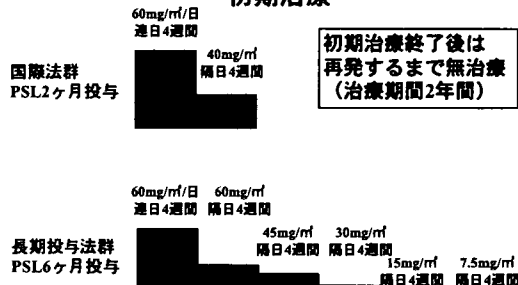 初期治療
60mg/㎡/日
連日4週間
40mg/㎡
隔日4週間
国際法群
PSL2ヶ月投与
初期治療終了後は
再発するまで無治療
（治療期間2年間）
60mg/㎡/日 60mg/㎡
連日4週間 隔日4週間
45mg/㎡ 30mg/㎡
隔日4週間 隔日4週間
長期投与法群
PSL6ヶ月投与
15mg/㎡ 7.5mg/㎡
隔日4週間 隔日4週間